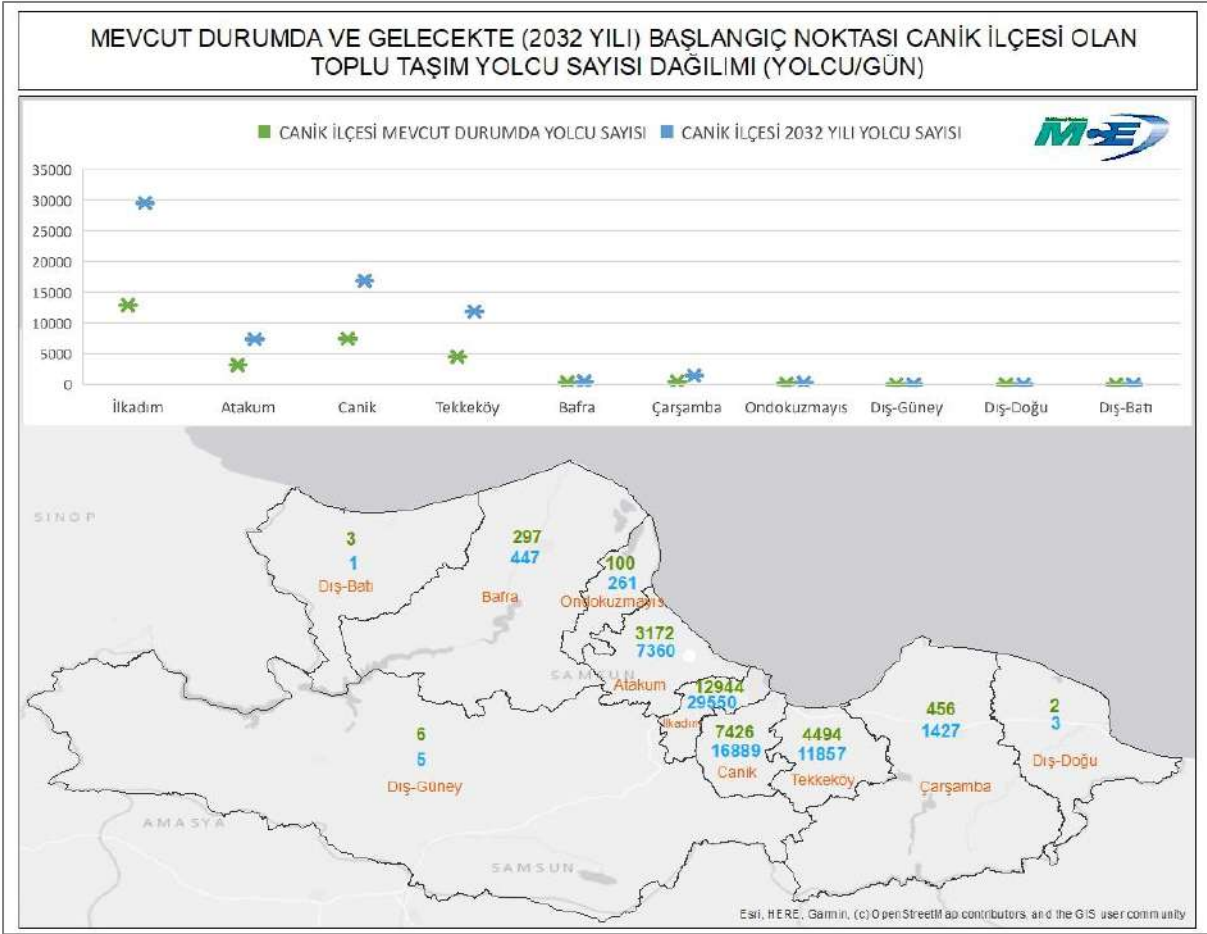 MEVCUT DURUMDA VE GELECEKTE (2032 YILI) BAŞLANGIÇ NOKTASI CANİK İLÇESİ OLAN
TOPLU TAŞIM YOLCU SAYISI DAĞILIMI (YOLCU/GÜN)
CANİK İLÇESİ MEVCUT DURUMDA YOLCU SAYISI CANİK İLÇESİ 2032 YILI YOLCU SAYISI
35000
30000
25000
20000
15000
10000
5000
0
İlkadım Atakum Canik Tekkeköy Bafra Çarşamba Ondokuzmayıs Dış-Güney Dış-Doğu Dış-Batı
SINOP
3
1
Dış-Batı
297
447
Bafra
100
261
Ondokuzmayıs
3172
7360
SAMSUN
Atakum
12944
29550
İlkadım
7426
16889
Canik
4494
11857
Tekkeköy
456
1427
Çarşamba
2
3
Dış-Doğu
6
5
Dış-Güney
AMASYA
SAMSUN
Esri, HERE, Garmin, (c) OpenStreetMap contributors, and the GIS user community